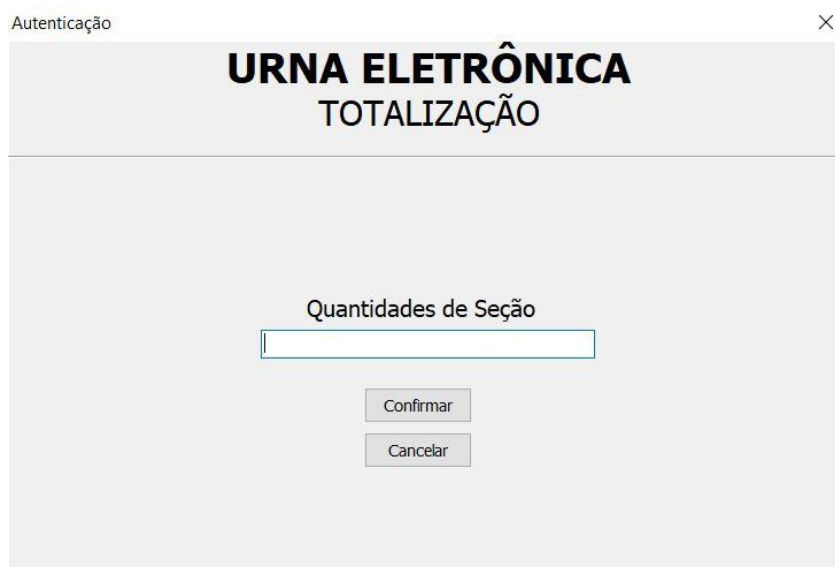 Autenticação
URNA ELETRÔNICA
TOTALIZAÇÃO
Quantidades de Seção
Confirmar
Cancelar